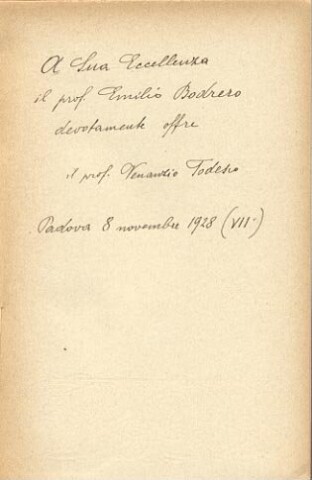 A Sua Eccellenza
il prof. Emilio Bodrero
devotamente offre
il prof. Venanzio Todesco
Padova 8 novembre 1928 (VII°)